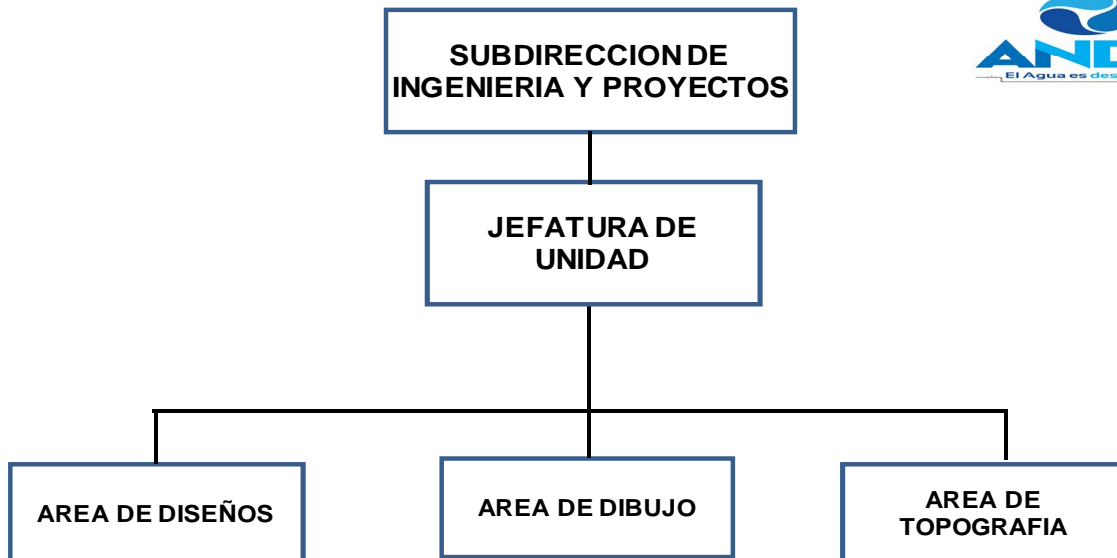 SUBDIRECCION DE
INGENIERIA Y PROYECTOS
El Agua es des
JEFATURA DE
UNIDAD
AREA DE DISEÑOS
AREA DE DIBUJO
AREA DE
TOPOGRAFIA